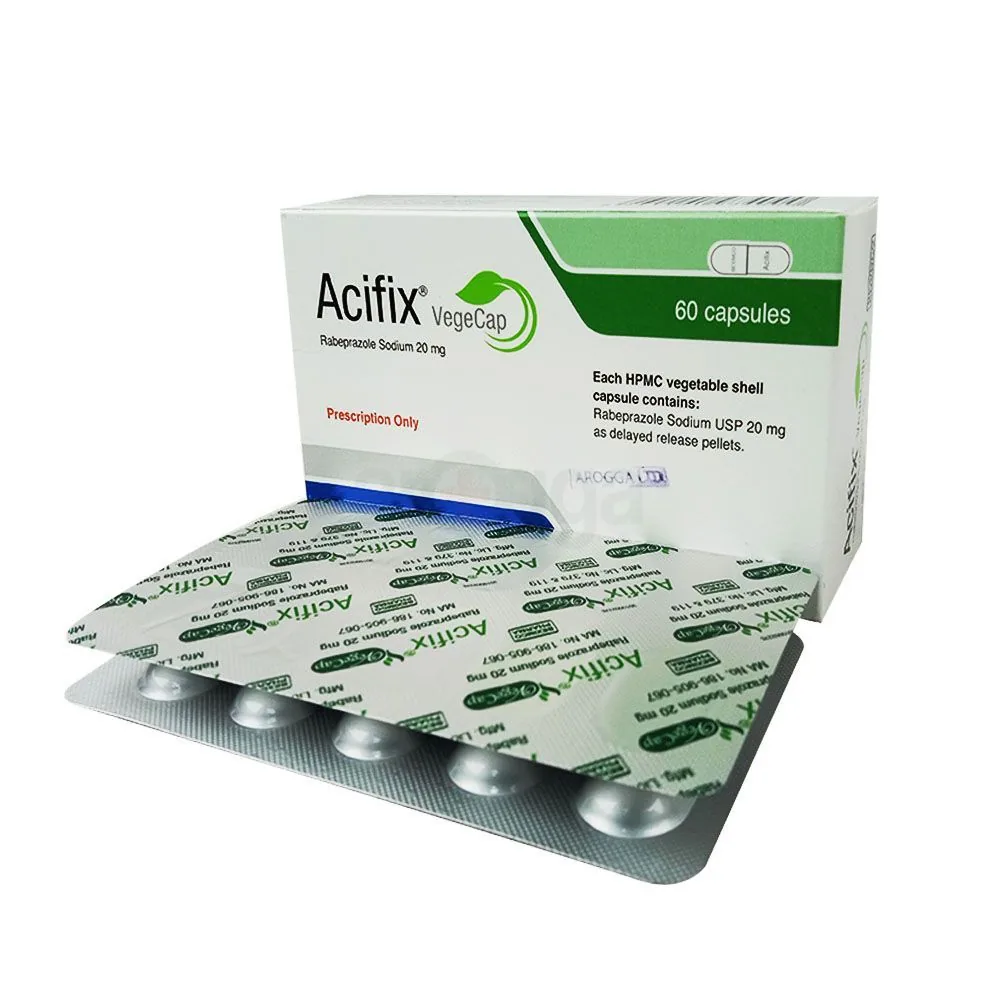 Acifix® VegeCap
Rabeprazole Sodium 20 mg
Prescription Only
Acifix
60 capsules
Each HPMC vegetable shell
capsule contains:
Rabeprazole Sodium USP 20 mg
as delayed release pellets.
AROGGA
arogga
Acifix®
Acifix®
VegeCap
Rabeprazole Sodium 20 mg
MA No. 186-905-067
Mfg. Lic. No. 379 & 119